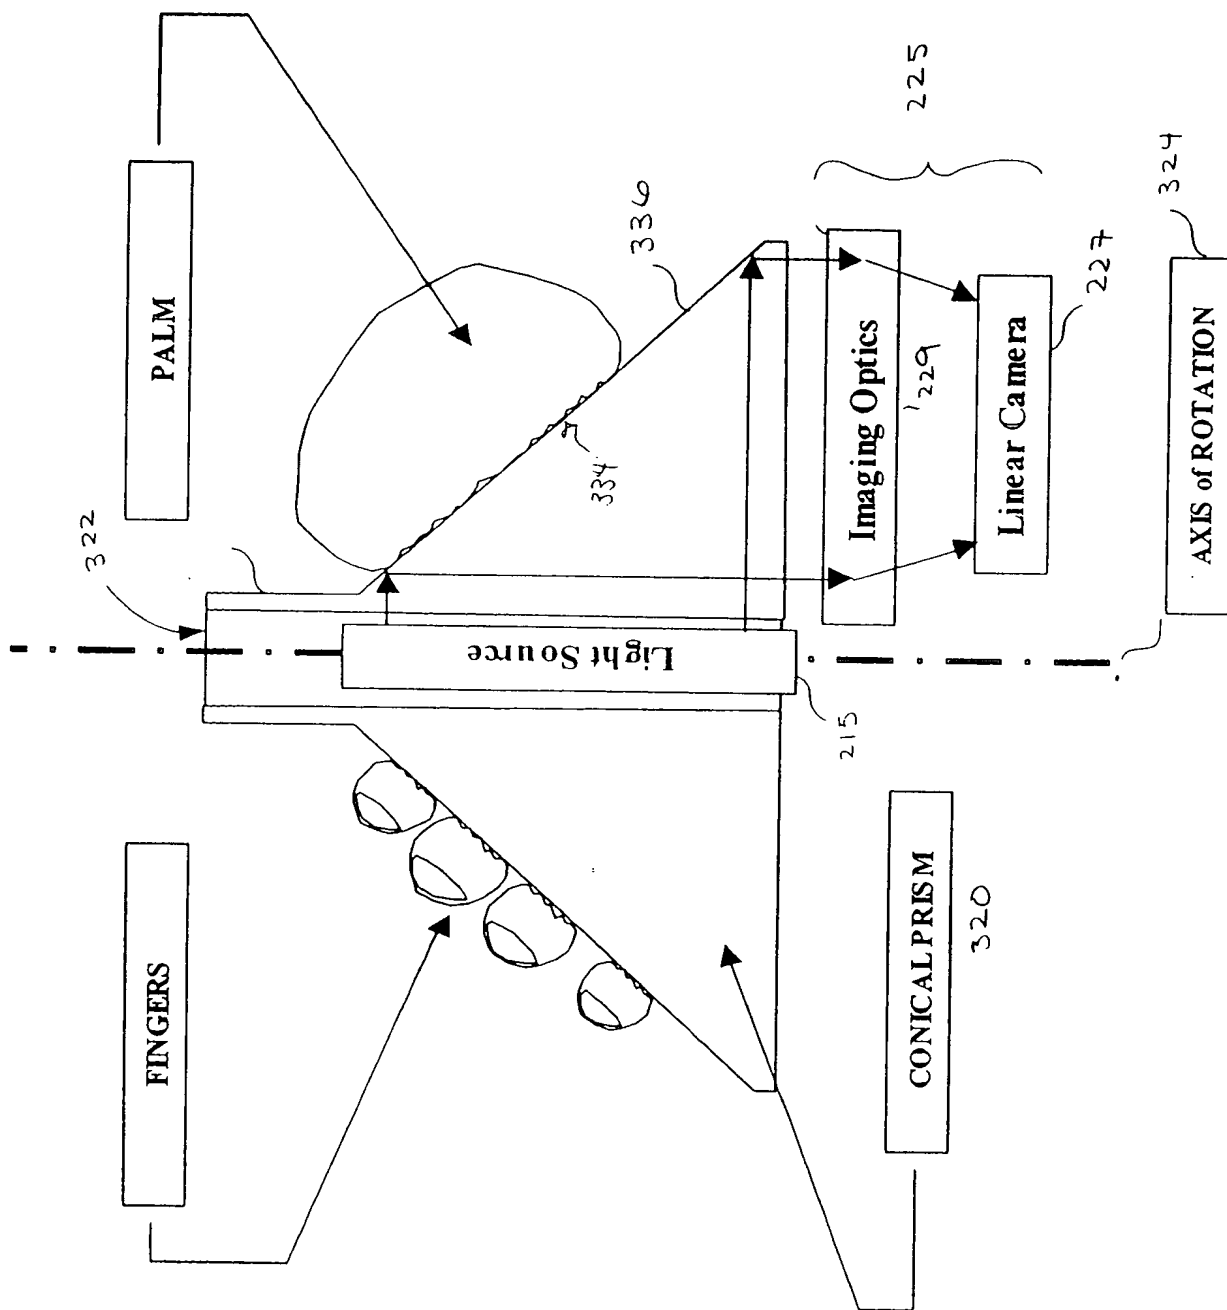 FINGERS
PALM
322
334
336
Light Source
215
Imaging Optics
229
225
Linear Camera
227
CONICAL PRISM
320
AXIS of ROTATION
324